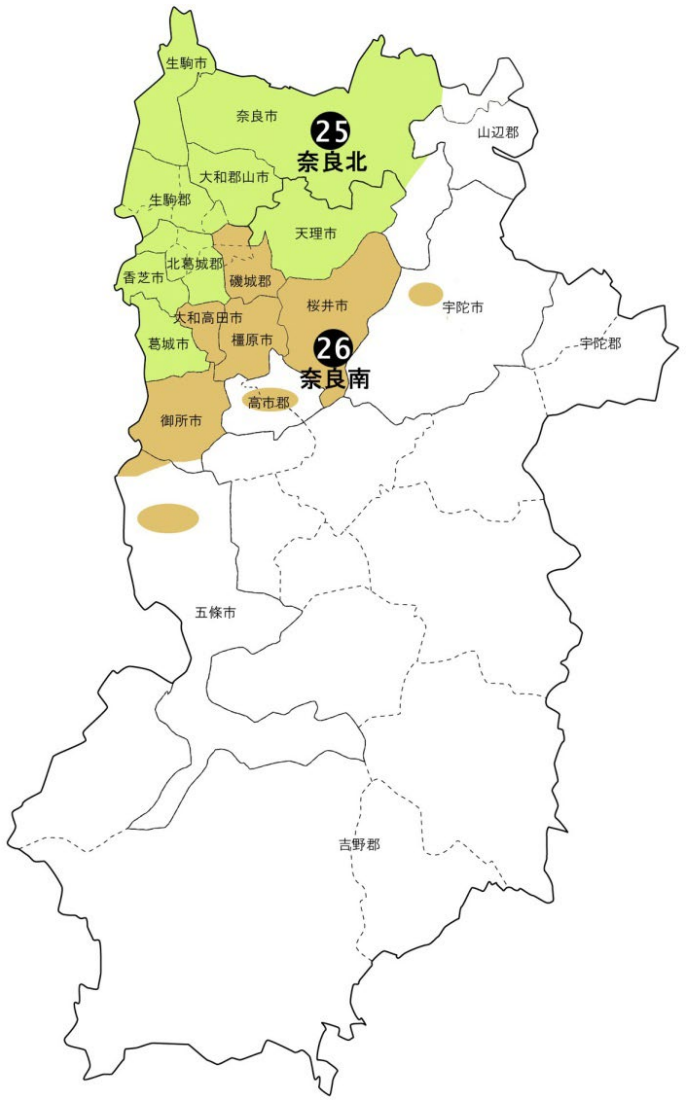 生駒市
奈良市
25
奈良北
山辺郡
大和郡山市
生駒郡
天理市
北葛城郡
香芝市
磯城郡
桜井市
宇陀市
大和高田市
橿原市
葛城市
26
奈良南
宇陀郡
高市郡
御所市
五條市
吉野郡